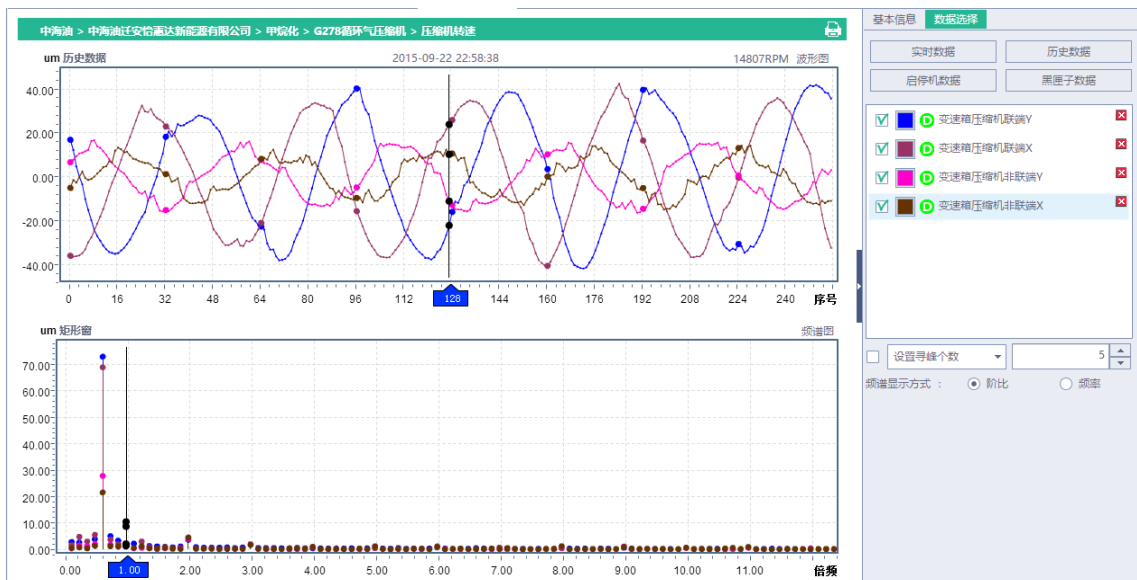 中海油 > 中海油迁安恰惠达新能源有限公司 > 甲烷化 > G278循环气压缩机 > 压缩机转速
um 历史数据 2015-09-22 22:58:38 14807RPM 波形图
40.00
20.00
0.00
-20.00
-40.00
0 16 32 48 64 80 96 112 128 144 160 176 192 208 224 240 序号
um 矩形窗 频谱图
70.00
60.00
50.00
40.00
30.00
20.00
10.00
0.00
0.00 1.00 2.00 3.00 4.00 5.00 6.00 7.00 8.00 9.00 10.00 11.00 倍频
基本信息 数据选择
实时数据 历史数据
启停机数据 黑匣子数据
D 变速箱压缩机联端Y
D 变速箱压缩机联端X
D 变速箱压缩机非联端Y
D 变速箱压缩机非联端X
设置寻峰个数 5
频谱显示方式 : 阶比 频率